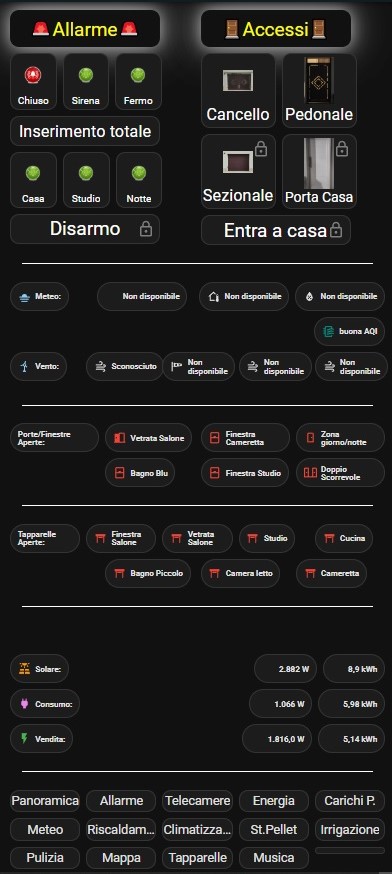 Allarme
Accessi
Chiuso Sirena Fermo
Cancello Pedonale
Inserimento totale
Casa Studio Notte
Sezionale Porta Casa
Disarmo
Entra a casa
Meteo: Non disponibile Non disponibile Non disponibile
buona AQI
Vento: Sconosciuto Non disponibile Non disponibile Non disponibile
Porte/Finestre Aperte: Vetrata Salone Finestra Cameretta Zona giorno/notte
Bagno Blu Finestra Studio Doppio Scorrevole
Tapparelle Aperte: Finestra Salone Vetrata Salone Studio Cucina
Bagno Piccolo Camera letto Cameretta
Solare: 2.882 W 8,9 kWh
Consumo: 1.066 W 5,98 kWh
Vendita: 1.816,0 W 5,14 kWh
Panoramica Allarme Telecamere Energia Carichi P.
Meteo Riscaldam... Climatizza... St.Pellet Irrigazione
Pulizia Mappa Tapparelle Musica